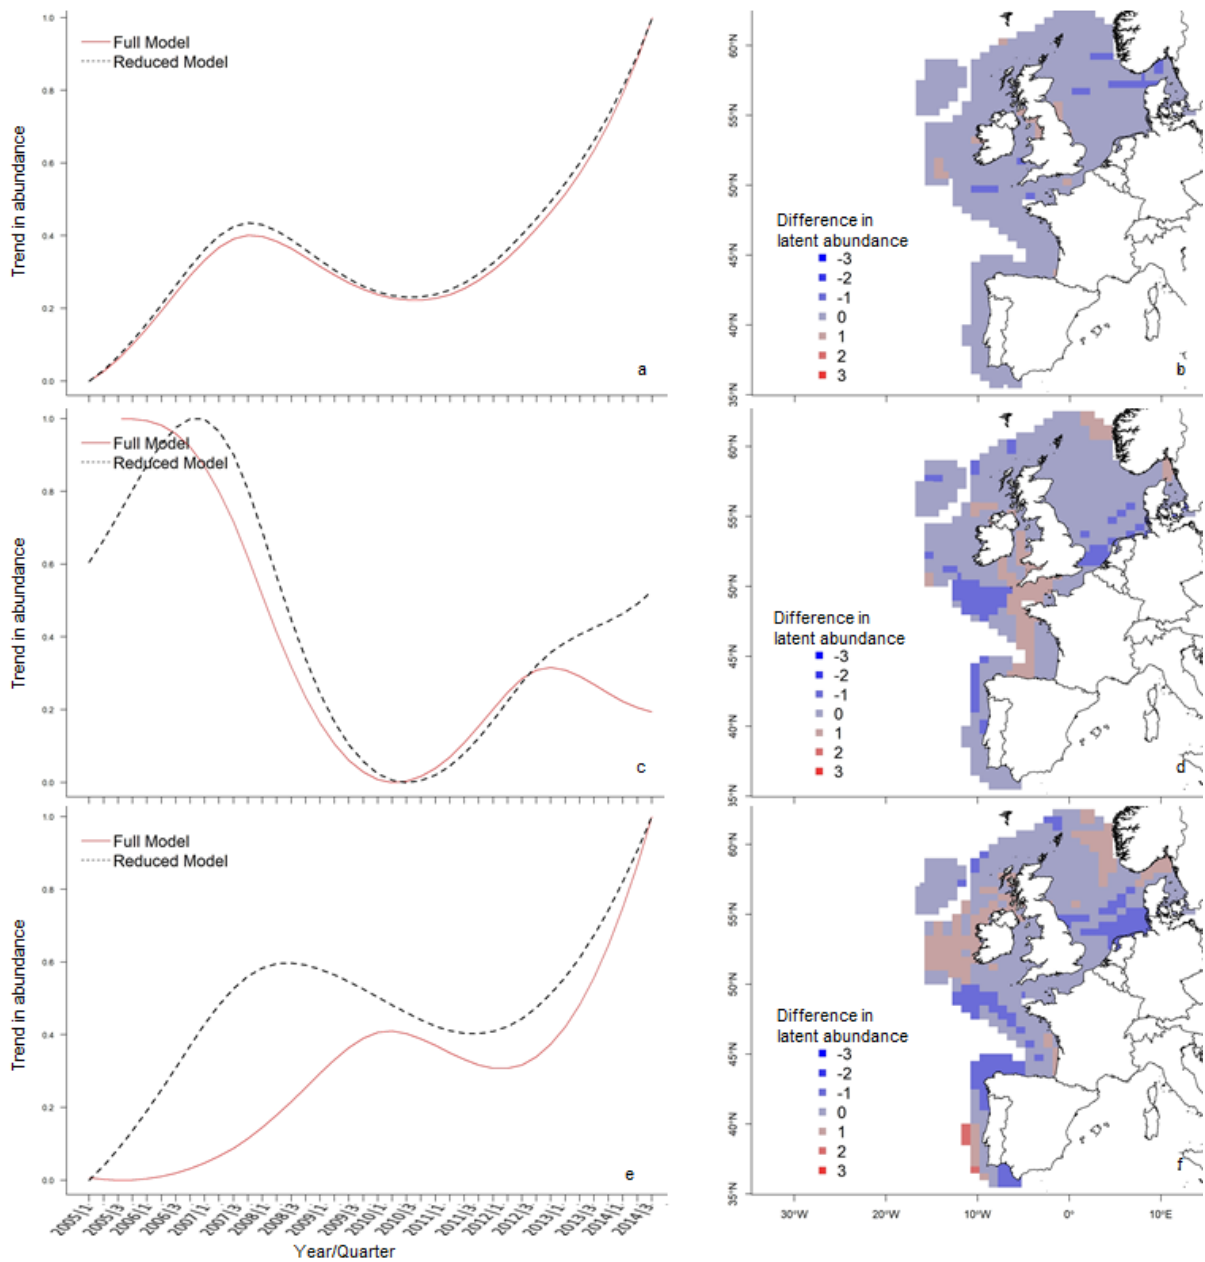 1.0
0.8
0.6
0.4
0.2
0.0
Trend in abundance
Full Model
Reduced Model
a
60°N
55°N
50°N
45°N
40°N
35°N
Difference in
latent abundance
-3
-2
-1
0
1
2
3
b
1.0
0.8
0.6
0.4
0.2
0.0
Trend in abundance
Full Model
Reduced Model
c
60°N
55°N
50°N
45°N
40°N
35°N
Difference in
latent abundance
-3
-2
-1
0
1
2
3
d
1.0
0.8
0.6
0.4
0.2
0.0
Trend in abundance
Full Model
Reduced Model
e
2005|1
2005|3
2006|1
2006|3
2007|1
2007|3
2008|1
2008|3
2009|1
2009|3
2010|1
2010|3
2011|1
2011|3
2012|1
2012|3
2013|1
2013|3
2014|1
2014|3
Year/Quarter
60°N
55°N
50°N
45°N
40°N
35°N
Difference in
latent abundance
-3
-2
-1
0
1
2
3
f
30°W 20°W 10°W 0° 10°E